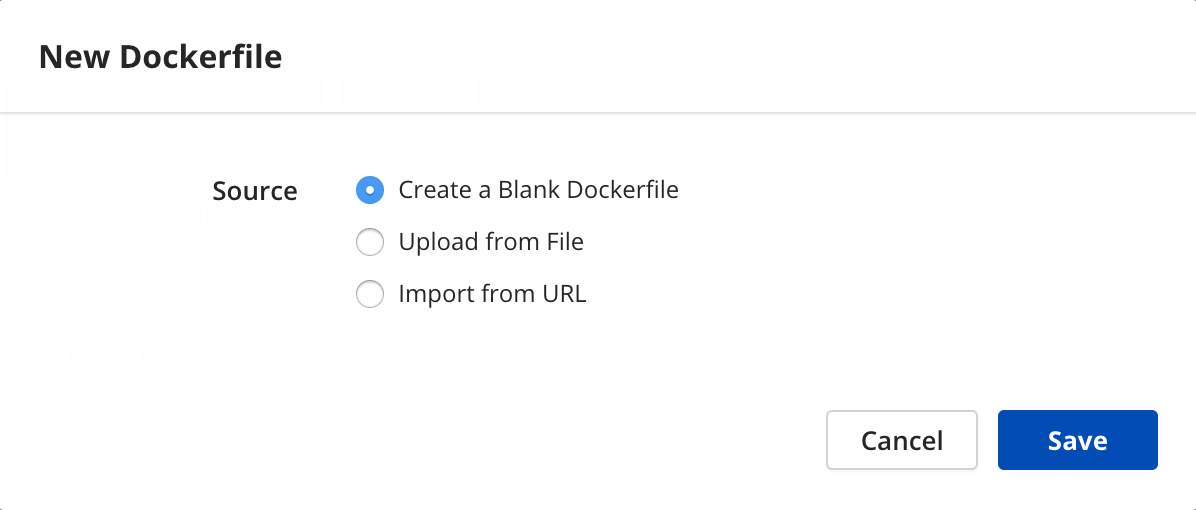 New Dockerfile
Source
Create a Blank Dockerfile
Upload from File
Import from URL
Cancel
Save